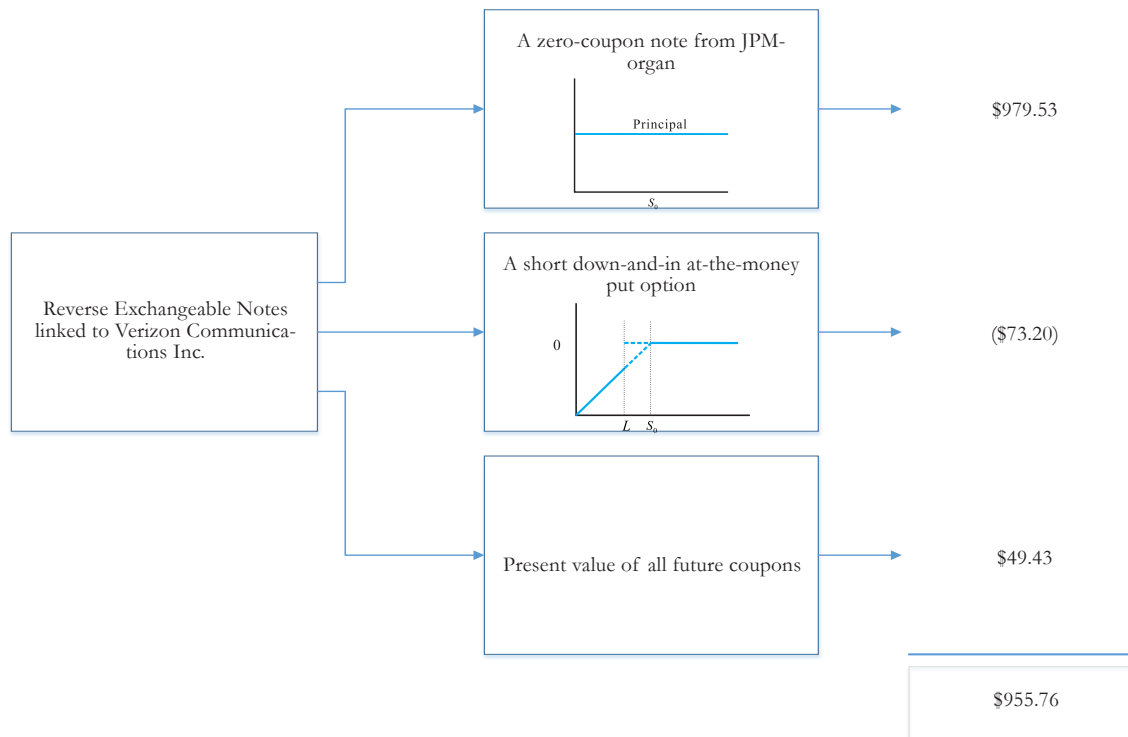 A zero-coupon note from JPM-
organ
Principal
S₀
$979.53
Reverse Exchangeable Notes
linked to Verizon Communica-
tions Inc.
A short down-and-in at-the-money
put option
0
L S₀
($73.20)
Present value of all future coupons
$49.43
$955.76